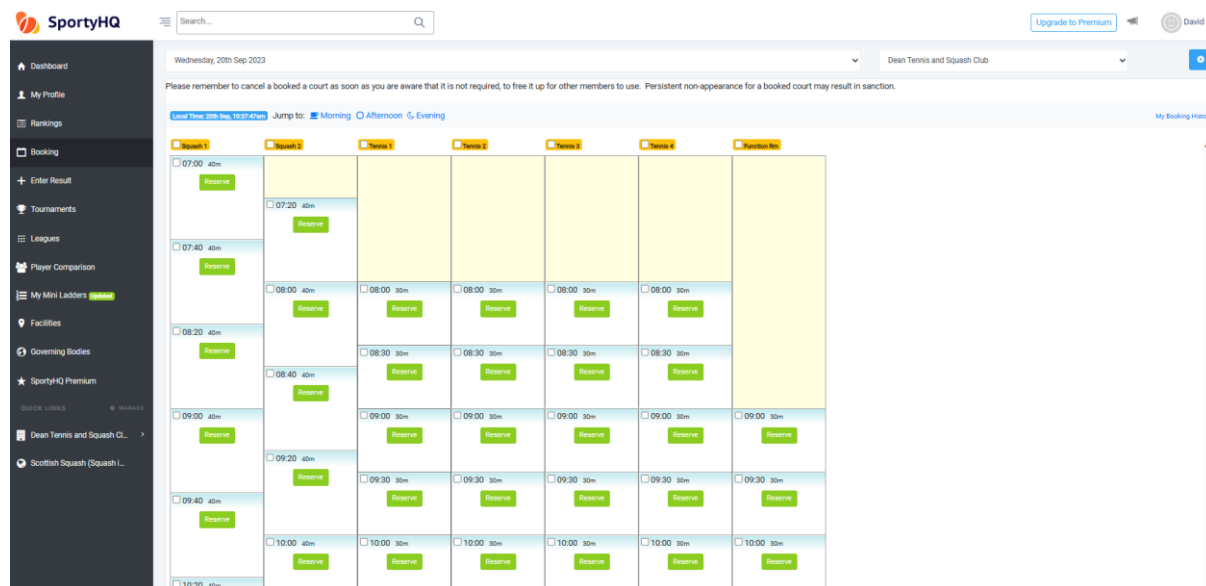 SportyHQ
Search...
Upgrade to Premium
David
Dashboard
My Profile
Rankings
Booking
Enter Result
Tournaments
Leagues
Player Comparison
My Mini Ladders Updated
Facilities
Governing Bodies
SportyHQ Premium
QUICK LINKS MANAGE
Dean Tennis and Squash Cl...
Scottish Squash (Squash i...
Wednesday, 20th Sep 2023 Dean Tennis and Squash Club
Please remember to cancel a booked a court as soon as you are aware that it is not required, to free it up for other members to use. Persistent non-appearance for a booked court may result in sanction.
Local Time: 20th Sep, 10:37:47am Jump to: Morning Afternoon Evening My Booking Hist
Squash 1 Squash 2 Tennis 1 Tennis 2 Tennis 3 Tennis 4 Function Rm
07:00 40m
Reserve
07:20 40m
Reserve
07:40 40m
Reserve
08:00 40m 08:00 30m 08:00 30m 08:00 30m 08:00 30m
Reserve Reserve Reserve Reserve Reserve
08:20 40m
Reserve
08:30 30m 08:30 30m 08:30 30m 08:30 30m
Reserve Reserve Reserve Reserve
08:40 40m
Reserve
09:00 40m 09:00 30m 09:00 30m 09:00 30m 09:00 30m 09:00 30m
Reserve Reserve Reserve Reserve Reserve Reserve
09:20 40m
Reserve
09:30 30m 09:30 30m 09:30 30m 09:30 30m 09:30 30m
Reserve Reserve Reserve Reserve Reserve
09:40 40m
Reserve
10:00 40m 10:00 30m 10:00 30m 10:00 30m 10:00 30m 10:00 30m
Reserve Reserve Reserve Reserve Reserve Reserve
10:20 40m